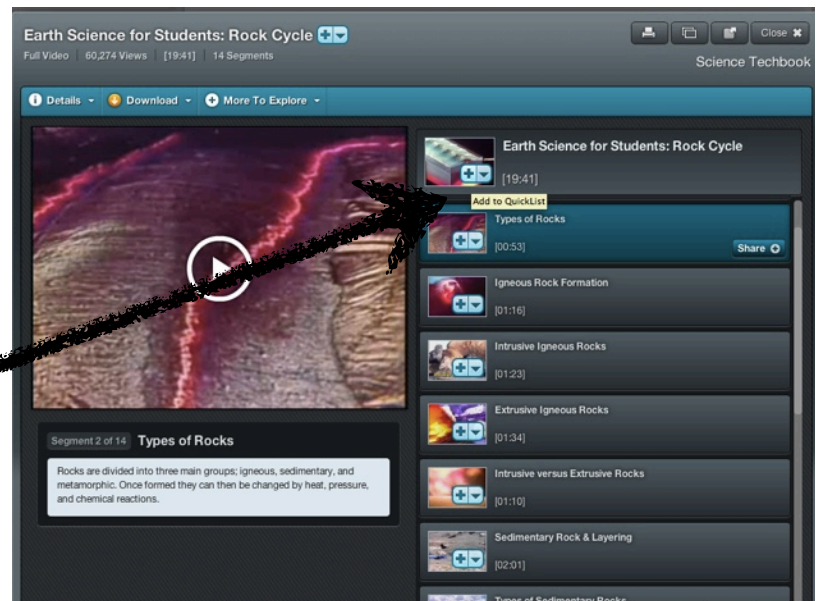 Earth Science for Students: Rock Cycle
Full Video 60,274 Views [19:41] 14 Segments
Close ✖
Science Techbook
Details
Download
More To Explore
Earth Science for Students: Rock Cycle
[19:41]
Add to QuickList
Types of Rocks
[00:53]
Share
Igneous Rock Formation
[01:16]
Intrusive Igneous Rocks
[01:23]
Extrusive Igneous Rocks
[01:34]
Intrusive versus Extrusive Rocks
[01:10]
Sedimentary Rock & Layering
[02:01]
Types of Sedimentary Rocks
Segment 2 of 14 Types of Rocks
Rocks are divided into three main groups; igneous, sedimentary, and
metamorphic. Once formed they can then be changed by heat, pressure,
and chemical reactions.